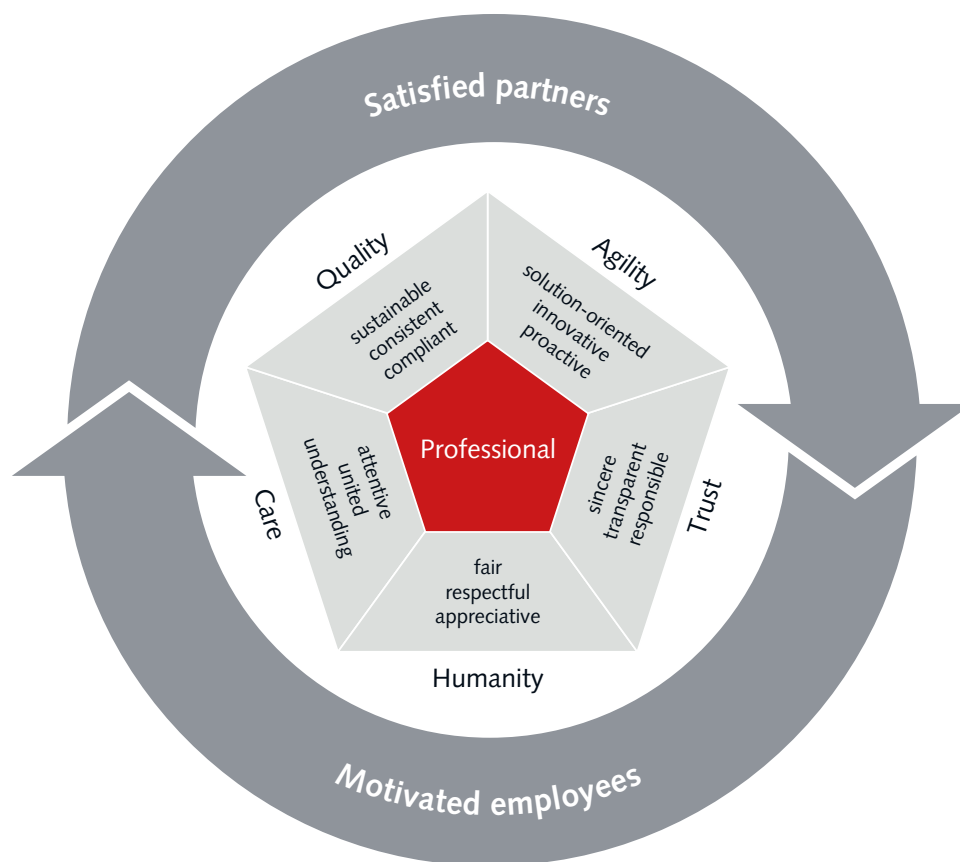 Satisfied partners
Quality
sustainable
consistent
compliant
Agility
solution-oriented
innovative
proactive
Professional
Care
attentive
united
understanding
Trust
sincere
transparent
responsible
fair
respectful
appreciative
Humanity
Motivated employees